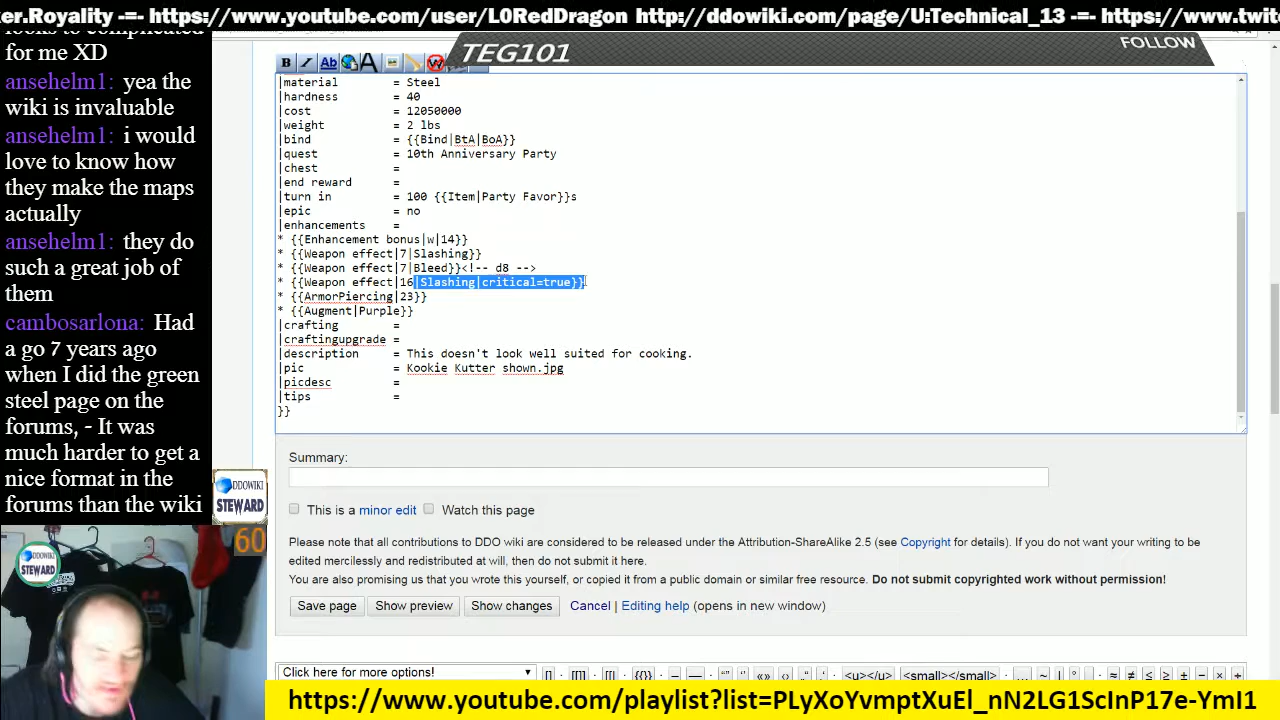 ker.Royality -=- https://www.youtube.com/user/L0RedDragon http://ddowiki.com/page/U:Technical_13 -=- https://www.twit
looks to complicated
for me XD
ansehelm1: yea the
wiki is invaluable
ansehelm1: i would
love to know how
they make the maps
actually
ansehelm1: they do
such a great job of
them
cambosarlona: Had
a go 7 years ago
when I did the green
steel page on the
forums, - It was
much harder to get a
nice format in the
forums than the wiki
TEG101
FOLLOW
B I Ab A W
|material = Steel
|hardness = 40
|cost = 12050000
|weight = 2 lbs
|bind = {{Bind|BtA|BoA}}
|quest = 10th Anniversary Party
|chest =
|end reward =
|turn in = 100 {{Item|Party Favor}}s
|epic = no
|enhancements =
* {{Enhancement bonus|w|14}}
* {{Weapon effect|7|Slashing}}
* {{Weapon effect|7|Bleed}}<!-- d8 -->
* {{Weapon effect|16|Slashing|critical=true}}
* {{ArmorPiercing|23}}
* {{Augment|Purple}}
|crafting =
|craftingupgrade =
|description = This doesn't look well suited for cooking.
|pic = Kookie Kutter shown.jpg
|picdesc =
|tips =
}}
Summary:
This is a minor edit Watch this page
Please note that all contributions to DDO wiki are considered to be released under the Attribution-ShareAlike 2.5 (see Copyright for details). If you do not want your writing to
be edited mercilessly and redistributed at will, then do not submit it here.
You are also promising us that you wrote this yourself, or copied it from a public domain or similar free resource. Do not submit copyrighted work without permission!
Save page Show preview Show changes Cancel | Editing help (opens in new window)
Click here for more options!
[] · [[]] · [[| · {{}} · – · — · “” · ‘’ · «» · ‹› · „“ · ‚‘ · <u></u> · <small></small> · … · ~ · | · ° · · ≈ · ≠ · ≤ · ≥ · ± · − · × ·
DDOWIKI
STEWARD
60
DDOWIKI
STEWARD
https://www.youtube.com/playlist?list=PLyXoYvmptXuEl_nN2LG1ScInP17e-YmI1